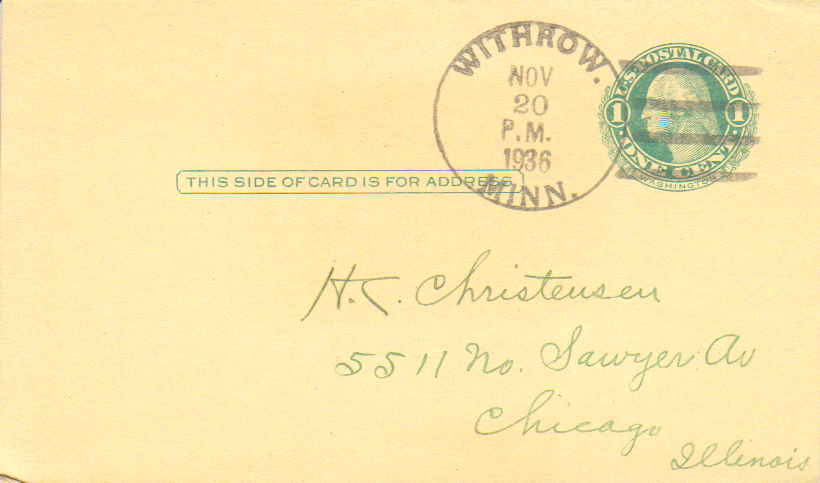 WITHROW.
NOV
20
P.M.
1936
MINN.
U.S. POSTAL CARD
1 1
ONE CENT
WASHINGTON
THIS SIDE OF CARD IS FOR ADDRESS
H.C. Christensen
5511 No. Sawyer Av
Chicago
Illinois